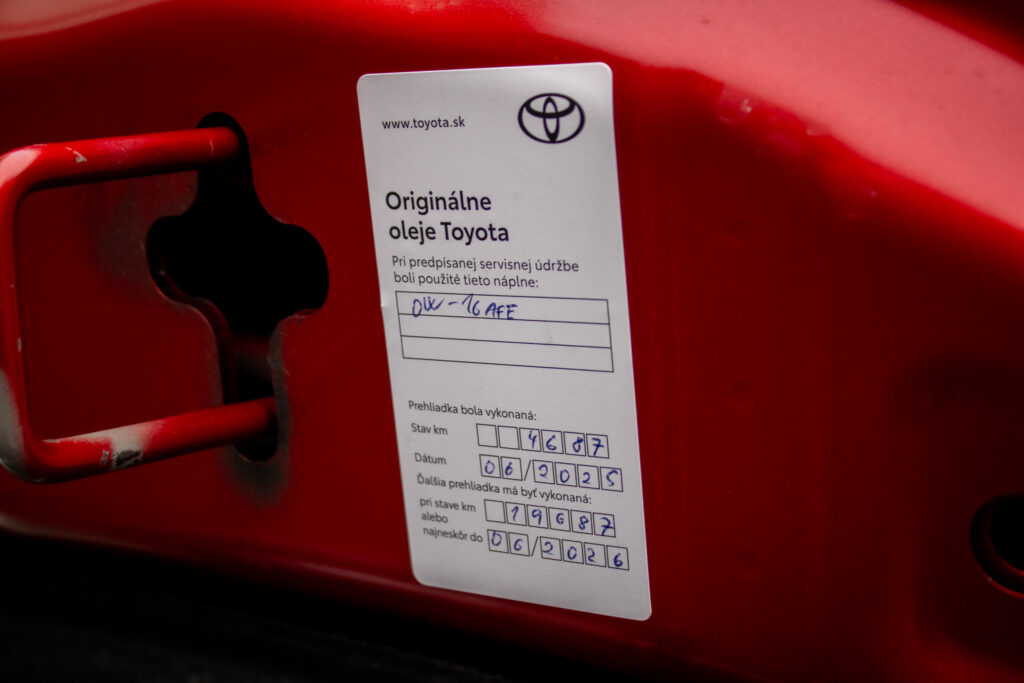 www.toyota.sk
Originálne
oleje Toyota
Pri predpísanej servisnej údržbe
boli použité tieto náplne:
0W-16 AFE
Prehliadka bola vykonaná:
Stav km 4687
Dátum 06/2025
Ďalšia prehliadka má byť vykonaná:
pri stave km 19687
alebo
najneskôr do 06/2026